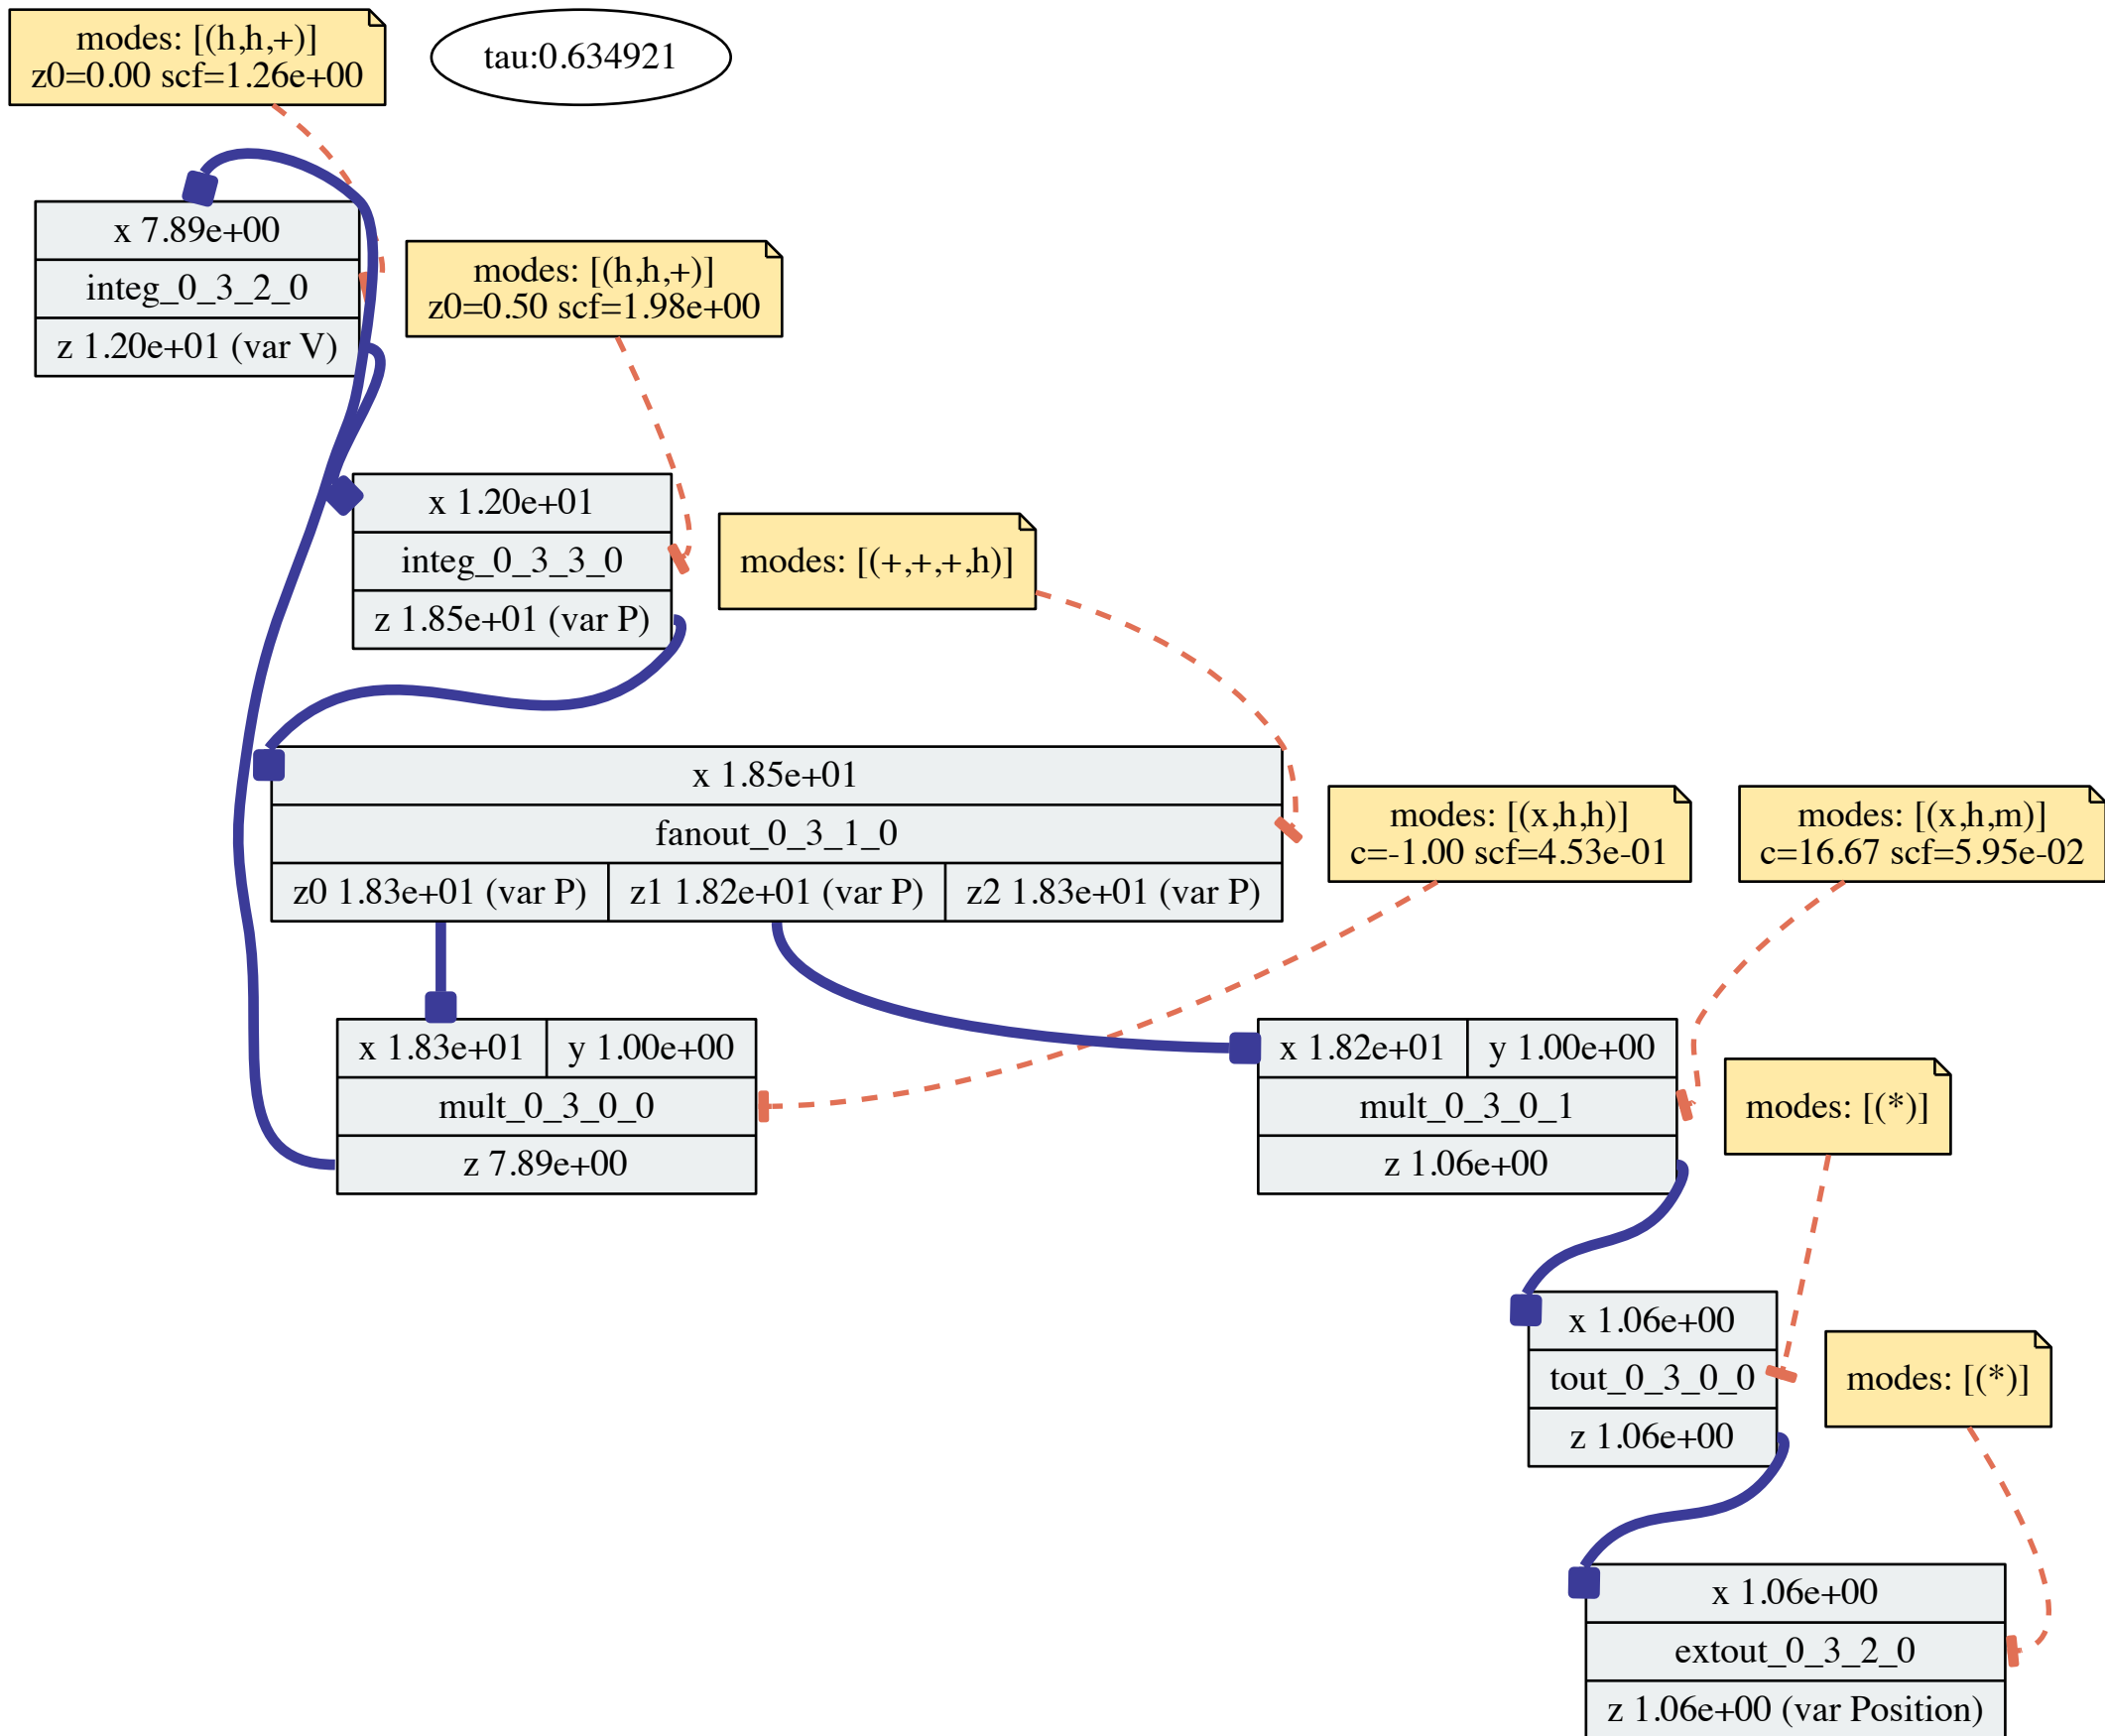 modes: [(h,h,+)]
z0=0.00 scf=1.26e+00
tau:0.634921
x 7.89e+00
integ_0_3_2_0
z 1.20e+01 (var V)
modes: [(h,h,+)]
z0=0.50 scf=1.98e+00
x 1.20e+01
integ_0_3_3_0
z 1.85e+01 (var P)
modes: [(+,+,+,h)]
x 1.85e+01
fanout_0_3_1_0
z0 1.83e+01 (var P)
z1 1.82e+01 (var P)
z2 1.83e+01 (var P)
modes: [(x,h,h)]
c=-1.00 scf=4.53e-01
modes: [(x,h,m)]
c=16.67 scf=5.95e-02
x 1.83e+01
y 1.00e+00
mult_0_3_0_0
z 7.89e+00
x 1.82e+01
y 1.00e+00
mult_0_3_0_1
z 1.06e+00
modes: [(*)]
x 1.06e+00
tout_0_3_0_0
z 1.06e+00
modes: [(*)]
x 1.06e+00
extout_0_3_2_0
z 1.06e+00 (var Position)